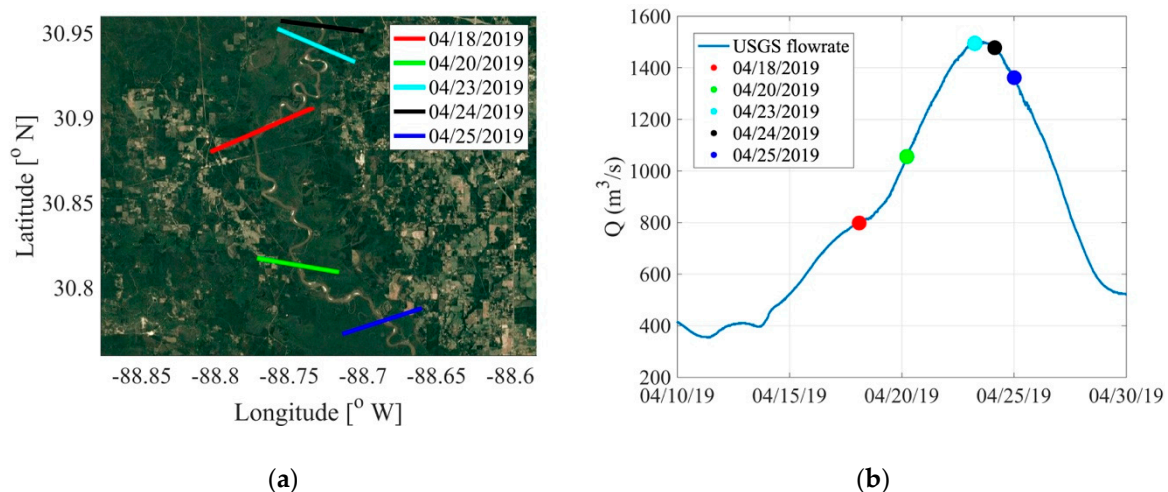 30.95
30.9
30.85
30.8
Latitude [° N]
04/18/2019
04/20/2019
04/23/2019
04/24/2019
04/25/2019
-88.85 -88.8 -88.75 -88.7 -88.65 -88.6
Longitude [° W]
(a)
1600
1400
1200
1000
800
600
400
200
Q (m³/s)
USGS flowrate
04/18/2019
04/20/2019
04/23/2019
04/24/2019
04/25/2019
04/10/19 04/15/19 04/20/19 04/25/19 04/30/19
(b)